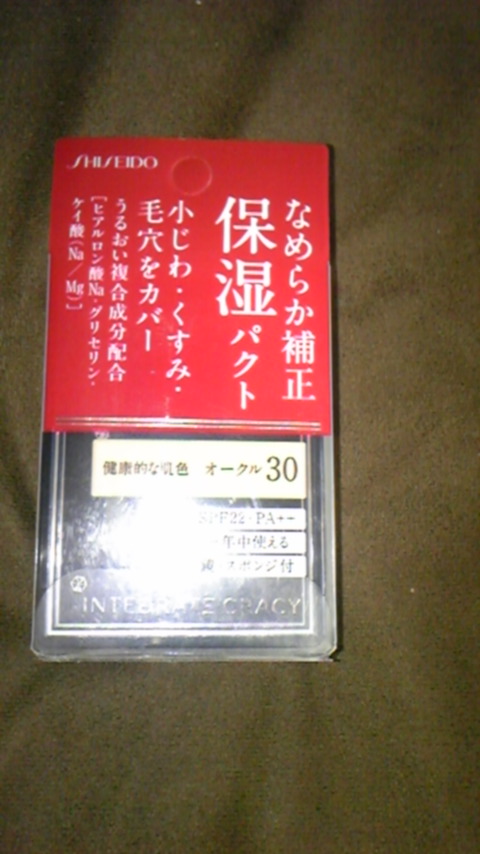 SHISEIDO
なめらか補正
保湿パクト
小じわ・くすみ・
毛穴をカバー
うるおい複合成分配合
[ヒアルロン酸Na・グリセリン・
ケイ酸(Na/Mg)]
健康的な肌色 オークル30
SPF22・PA++
年中使える
スポンジ付
INTEGRATE GRACY